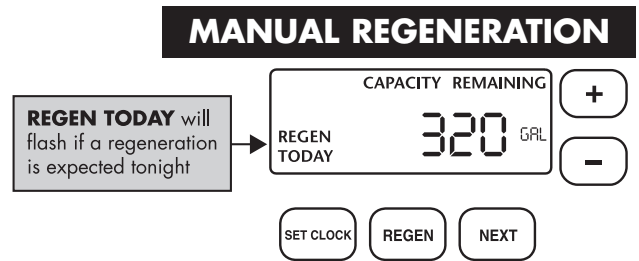 MANUAL REGENERATION
CAPACITY REMAINING
REGEN TODAY will
flash if a regeneration
is expected tonight
REGEN
TODAY
320 GAL
+
−
SET CLOCK
REGEN
NEXT